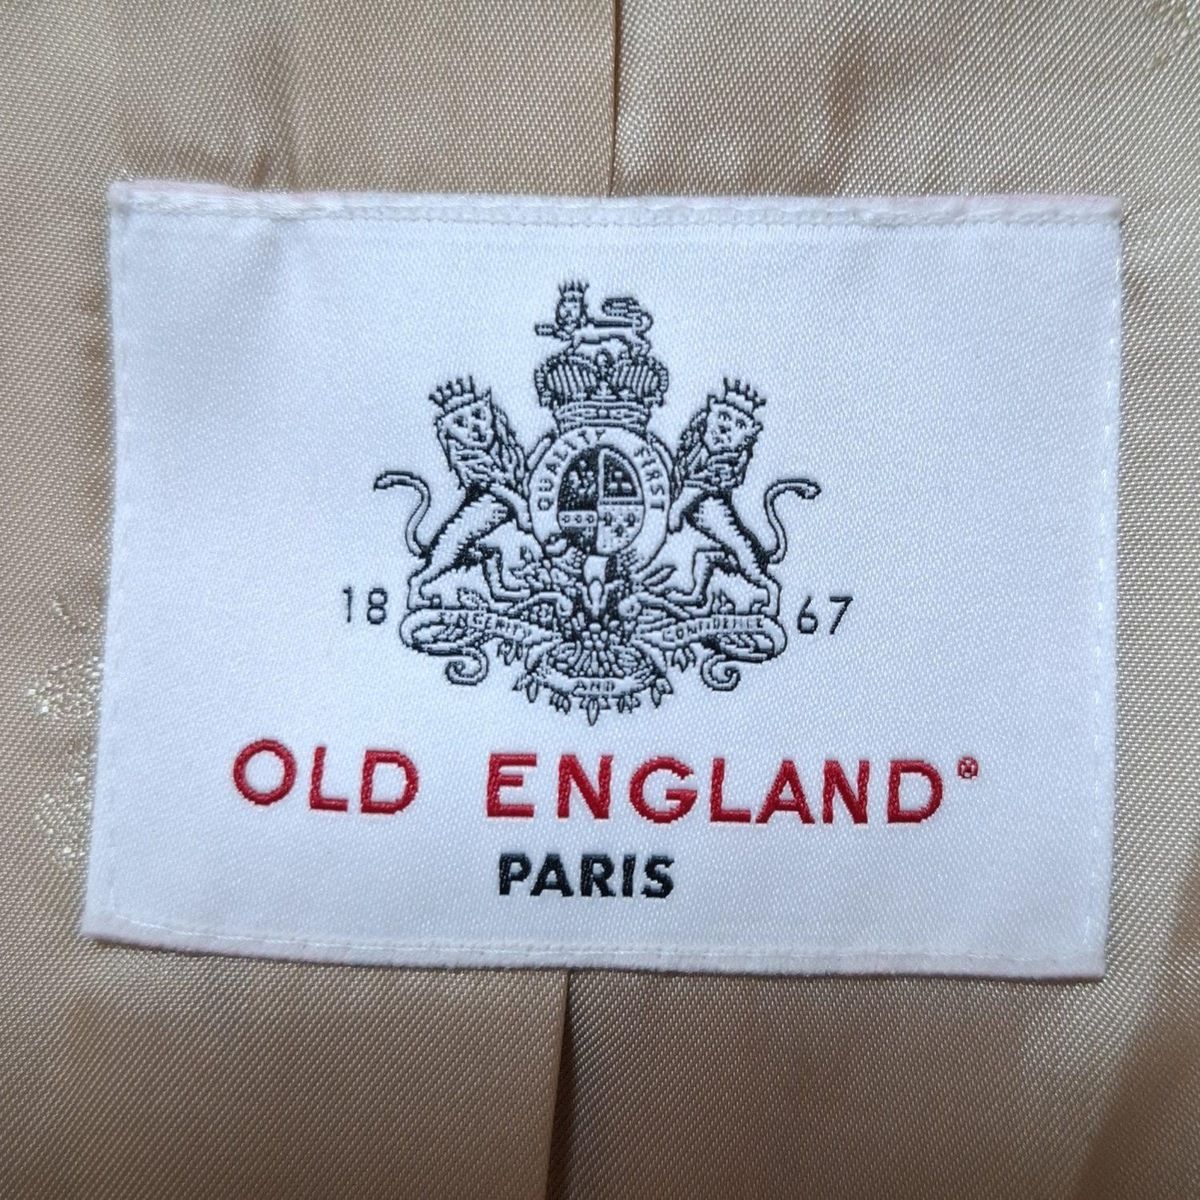 QUALITY FIRST
18 67
SINCERITY AND CONFIDENCE
OLD ENGLAND®
PARIS